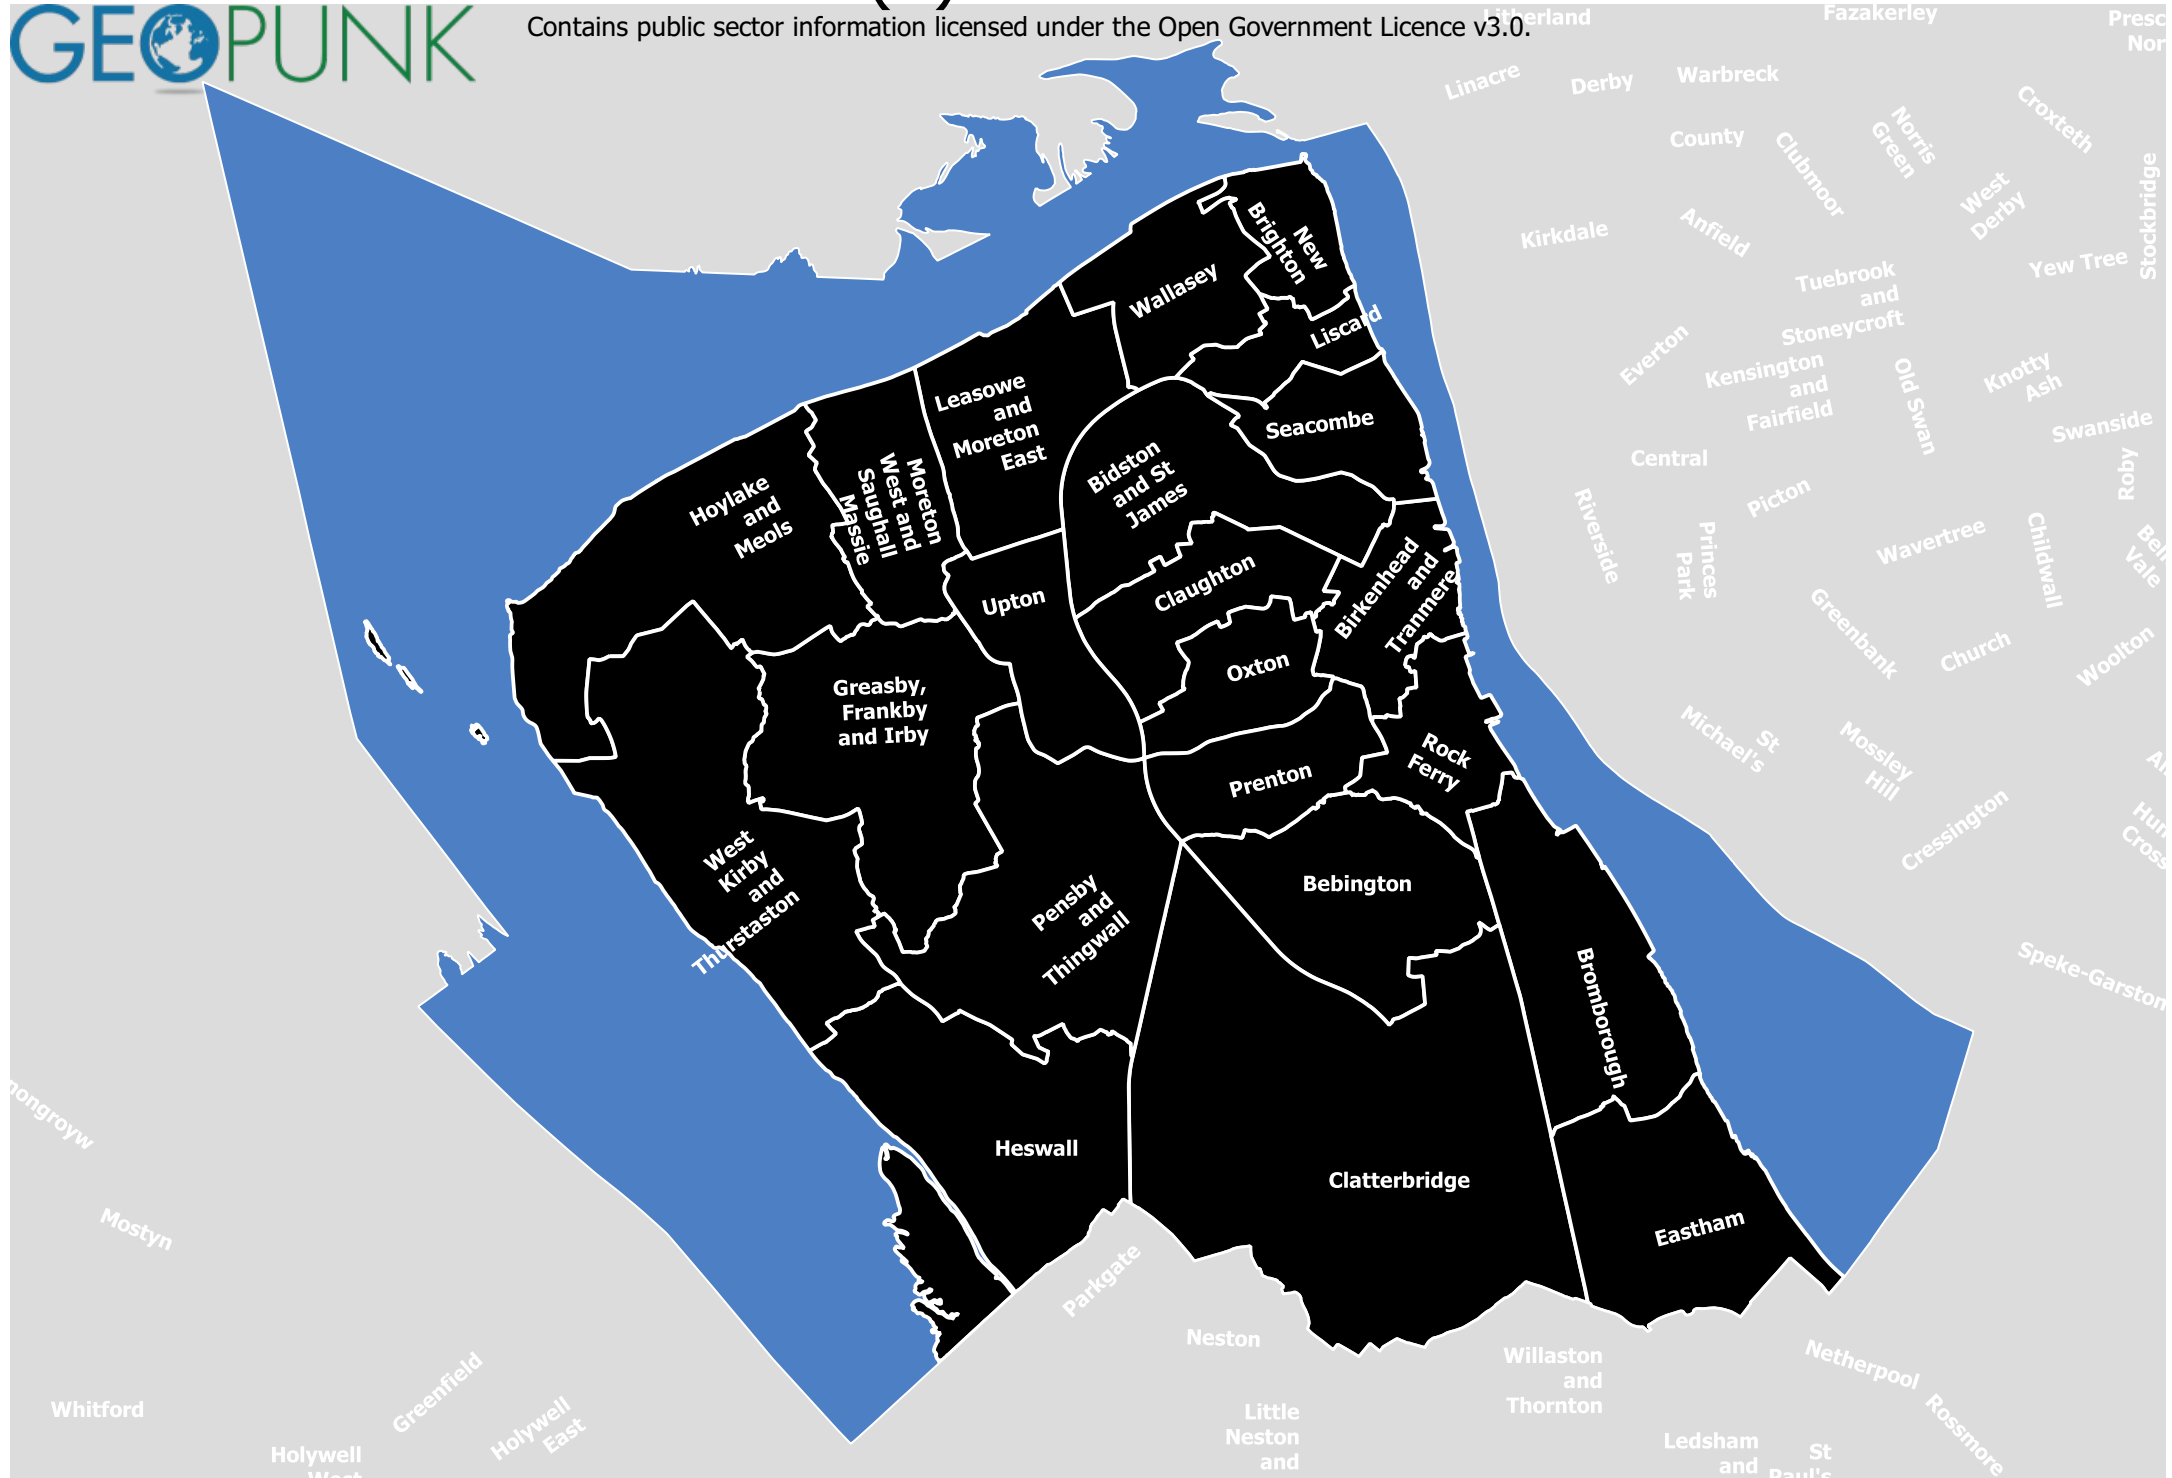 GEOPUNK
Contains public sector information licensed under the Open Government Licence v3.0.
Litherland
Fazakerley
Linacre
Derby
Warbreck
County
Clubmoor
Norris
Green
Croxteth
West
Derby
Stockbridge
Kirkdale
Anfield
Yew Tree
Tuebrook
and
Stoneycroft
Everton
Kensington
and
Fairfield
Old Swan
Knotty
Ash
Swanside
Roby
Central
Picton
Riverside
Princes
Park
Wavertree
Childwall
Vale
Greenbank
Church
Woolton
St
Michael's
Mossley
Hill
Cressington
Speke-Garston
New
Brighton
Wallasey
Liscard
Leasowe
and
Moreton
East
Seacombe
Bidston
and St
James
Hoylake
and
Meols
Moreton
West and
Saughall
Massie
Birkenhead
and
Tranmere
Claughton
Upton
Oxton
Greasby,
Frankby
and Irby
Rock
Ferry
Prenton
West
Kirby
and
Thurstaston
Bebington
Pensby
and
Thingwall
Bromborough
Heswall
Clatterbridge
Eastham
Mostyn
Parkgate
Neston
Willaston
and
Thornton
Netherpool
Rossmore
Whitford
Greenfield
Holywell
East
Holywell
West
Little
Neston
and
Ledsham
and
St
Paul's